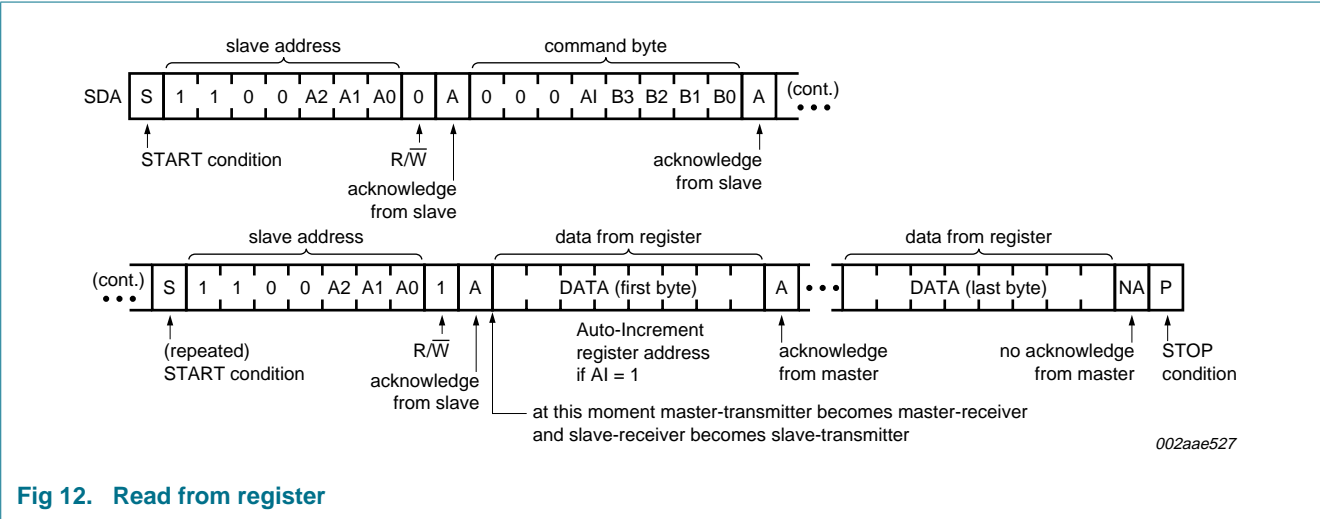 slave address command byte
SDA S 1 1 0 0 A2 A1 A0 0 A 0 0 0 AI B3 B2 B1 B0 A (cont.)
START condition R/W̅ acknowledge
acknowledge from slave
from slave
slave address data from register data from register
(cont.) S 1 1 0 0 A2 A1 A0 1 A DATA (first byte) A DATA (last byte) NA P
(repeated) R/W̅ Auto-Increment acknowledge no acknowledge STOP
START condition acknowledge register address from master from master condition
from slave if AI = 1
at this moment master-transmitter becomes master-receiver
and slave-receiver becomes slave-transmitter
002aae527
Fig 12. Read from register